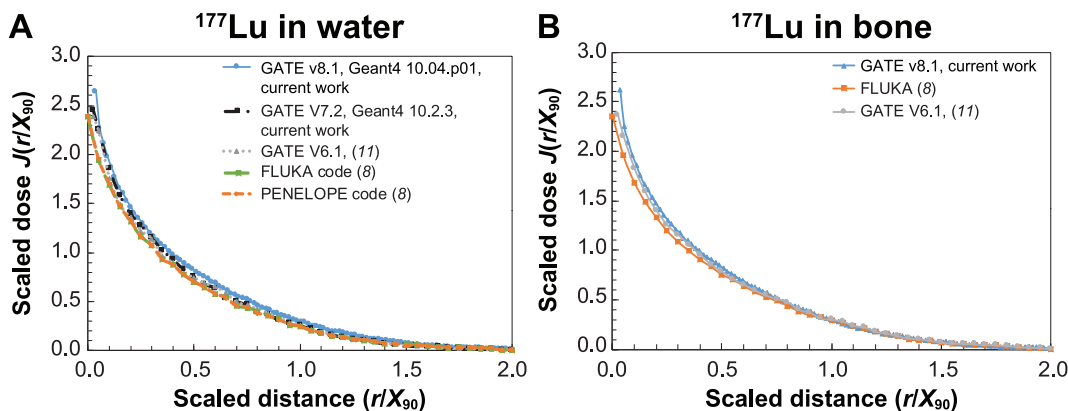 A
177Lu in water
Scaled dose J(r/X90)
3.0
2.5
2.0
1.5
1.0
0.5
0.0
GATE v8.1, Geant4 10.04.p01,
current work
GATE V7.2, Geant4 10.2.3,
current work
GATE V6.1, (11)
FLUKA code (8)
PENELOPE code (8)
0.0 0.5 1.0 1.5 2.0
Scaled distance (r/X90)
B
177Lu in bone
Scaled dose J(r/X90)
3.0
2.5
2.0
1.5
1.0
0.5
0.0
GATE v8.1, current work
FLUKA (8)
GATE V6.1, (11)
0.0 0.5 1.0 1.5 2.0
Scaled distance (r/X90)